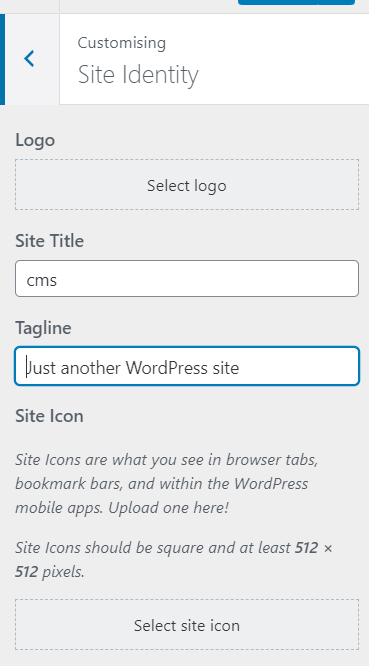 Customising
Site Identity
Logo
Select logo
Site Title
cms
Tagline
Just another WordPress site
Site Icon
Site Icons are what you see in browser tabs,
bookmark bars, and within the WordPress
mobile apps. Upload one here!
Site Icons should be square and at least 512 ×
512 pixels.
Select site icon